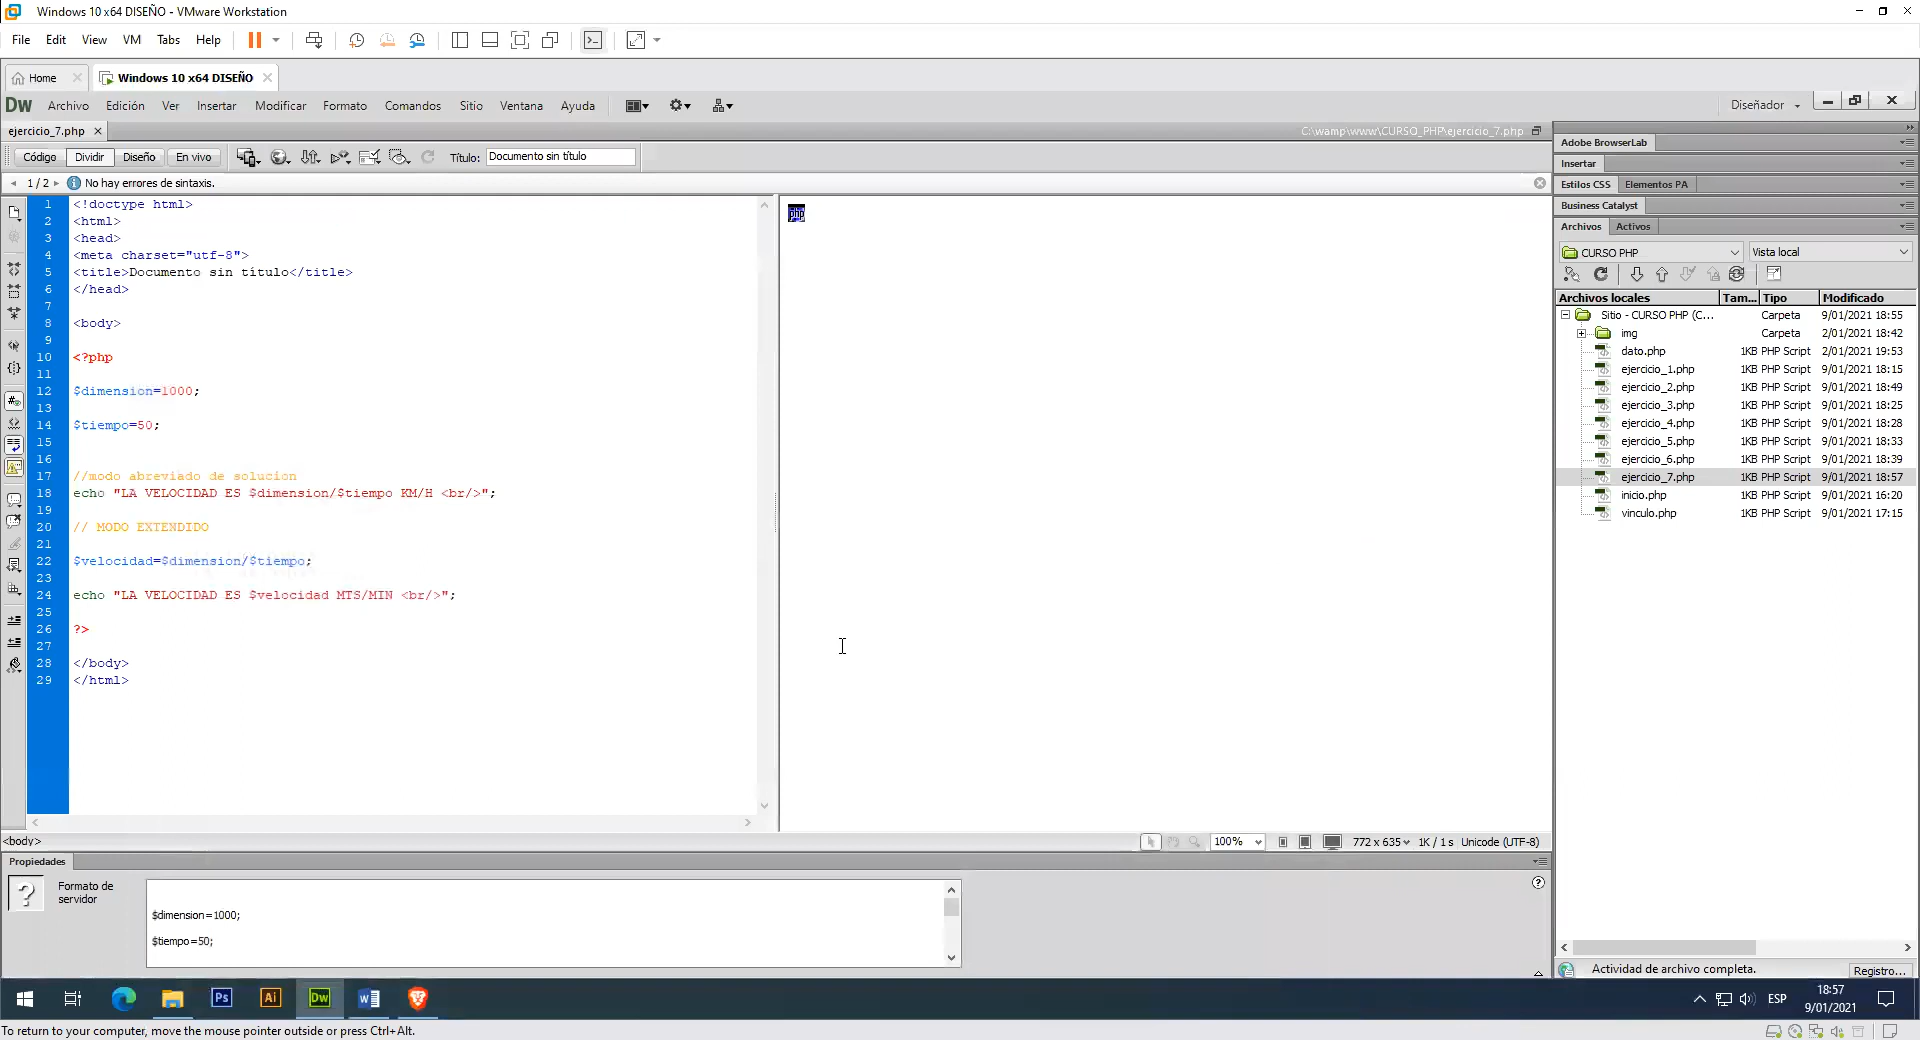 Windows 10 x64 DISEÑO - VMware Workstation
File Edit View VM Tabs Help
Home Windows 10 x64 DISEÑO
Dw Archivo Edición Ver Insertar Modificar Formato Comandos Sitio Ventana Ayuda Diseñador
ejercicio_7.php C:\wamp\www\CURSO_PHP\ejercicio_7.php
Código Dividir Diseño En vivo Título: Documento sin título
1 / 2 No hay errores de sintaxis.
1 <!doctype html>
2 <html>
3 <head>
4 <meta charset="utf-8">
5 <title>Documento sin título</title>
6 </head>
7
8 <body>
9
10 <?php
11
12 $dimension=1000;
13
14 $tiempo=50;
15
16
17 //modo abreviado de solucion
18 echo "LA VELOCIDAD ES $dimension/$tiempo KM/H <br/>";
19
20 // MODO EXTENDIDO
21
22 $velocidad=$dimension/$tiempo;
23
24 echo "LA VELOCIDAD ES $velocidad MTS/MIN <br/>";
25
26 ?>
27
28 </body>
29 </html>
php
Adobe BrowserLab
Insertar
Estilos CSS Elementos PA
Business Catalyst
Archivos Activos
CURSO PHP Vista local
Archivos locales Tam... Tipo Modificado
Sitio - CURSO PHP (C... Carpeta 9/01/2021 18:55
img Carpeta 2/01/2021 18:42
dato.php 1KB PHP Script 2/01/2021 19:53
ejercicio_1.php 1KB PHP Script 9/01/2021 18:15
ejercicio_2.php 1KB PHP Script 9/01/2021 18:49
ejercicio_3.php 1KB PHP Script 9/01/2021 18:25
ejercicio_4.php 1KB PHP Script 9/01/2021 18:28
ejercicio_5.php 1KB PHP Script 9/01/2021 18:33
ejercicio_6.php 1KB PHP Script 9/01/2021 18:39
ejercicio_7.php 1KB PHP Script 9/01/2021 18:57
inicio.php 1KB PHP Script 9/01/2021 16:20
vinculo.php 1KB PHP Script 9/01/2021 17:15
<body> 100% 772 x 635 1K / 1 s Unicode (UTF-8)
Propiedades
Formato de
servidor
$dimension=1000;
$tiempo=50;
Actividad de archivo completa. Registro...
Ps Ai Dw ESP 18:57
9/01/2021
To return to your computer, move the mouse pointer outside or press Ctrl+Alt.